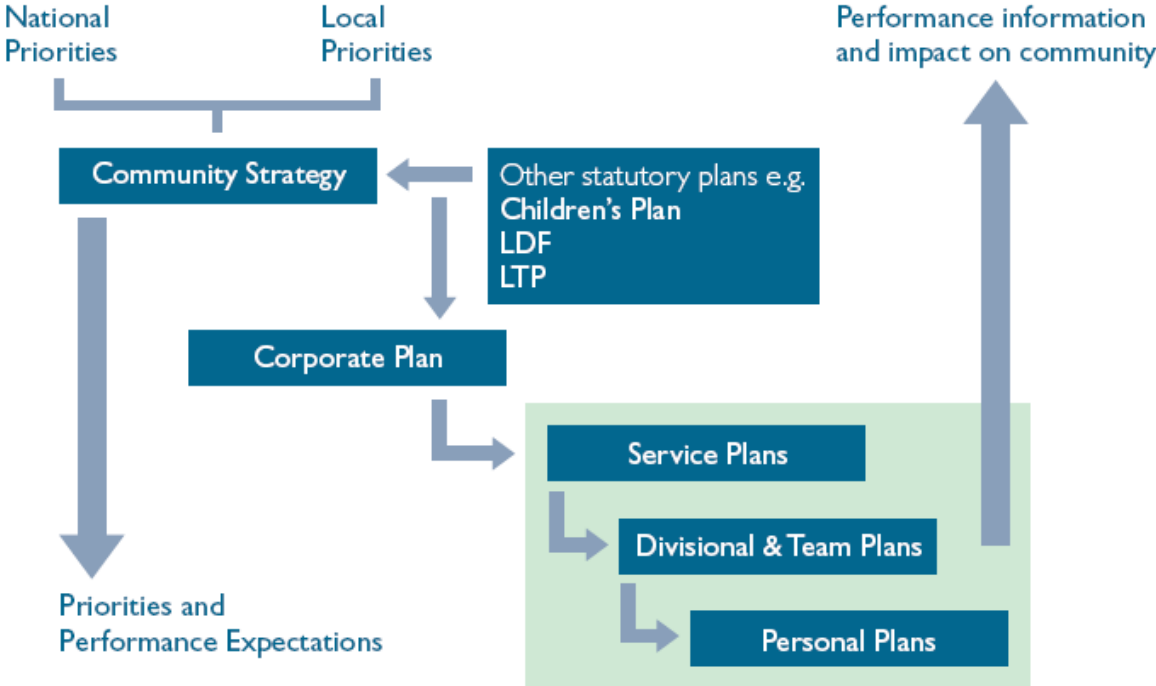 National
Priorities
Local
Priorities
Performance information
and impact on community
Community Strategy
Other statutory plans e.g.
Children's Plan
LDF
LTP
Corporate Plan
Service Plans
Divisional & Team Plans
Personal Plans
Priorities and
Performance Expectations